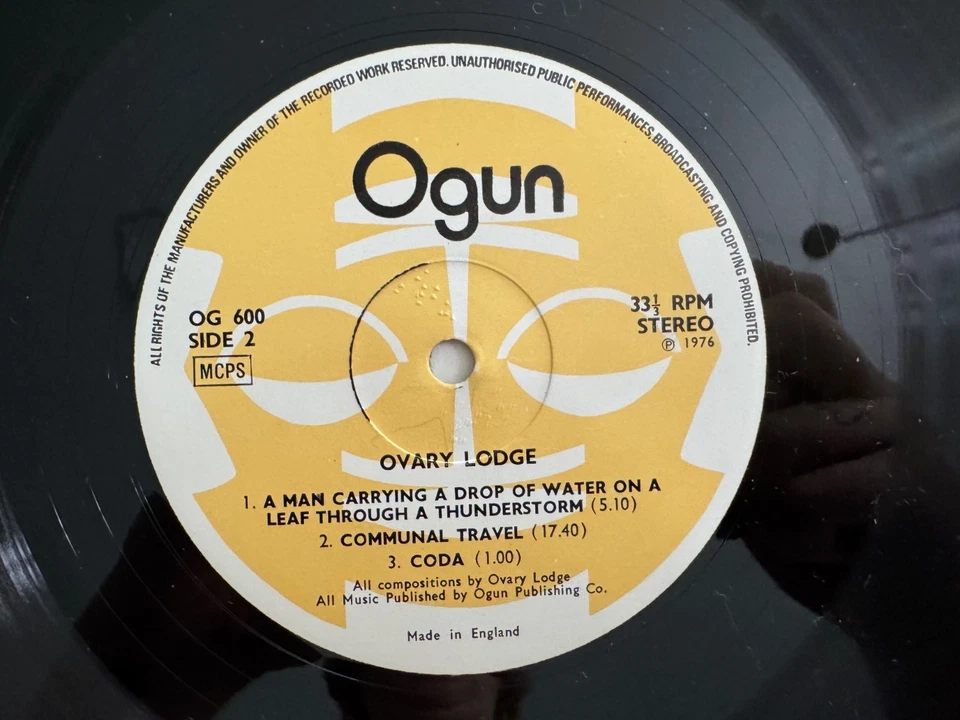 ALL RIGHTS OF THE MANUFACTURERS AND OWNER OF THE RECORDED WORK RESERVED. UNAUTHORISED PUBLIC PERFORMANCES, BROADCASTING AND COPYING PROHIBITED.
Ogun
OG 600
SIDE 2
MCPS
33⅓ RPM
STEREO
℗ 1976
OVARY LODGE
1. A MAN CARRYING A DROP OF WATER ON A
LEAF THROUGH A THUNDERSTORM (5.10)
2. COMMUNAL TRAVEL (17.40)
3. CODA (1.00)
All compositions by Ovary Lodge
All Music Published by Ogun Publishing Co.
Made in England